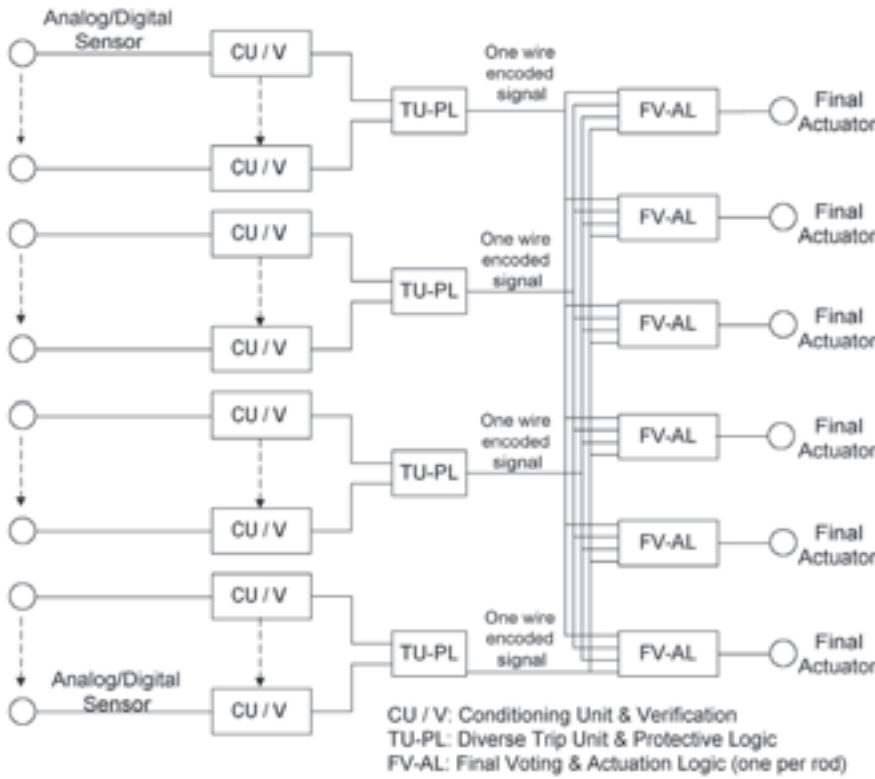 Analog/Digital
Sensor
CU / V
CU / V
TU-PL
One wire
encoded
signal
FV-AL
Final
Actuator
FV-AL
Final
Actuator
CU / V
CU / V
TU-PL
One wire
encoded
signal
FV-AL
Final
Actuator
CU / V
CU / V
TU-PL
One wire
encoded
signal
FV-AL
Final
Actuator
FV-AL
Final
Actuator
CU / V
Analog/Digital
Sensor
CU / V
TU-PL
One wire
encoded
signal
FV-AL
Final
Actuator
CU / V: Conditioning Unit & Verification
TU-PL: Diverse Trip Unit & Protective Logic
FV-AL: Final Voting & Actuation Logic (one per rod)